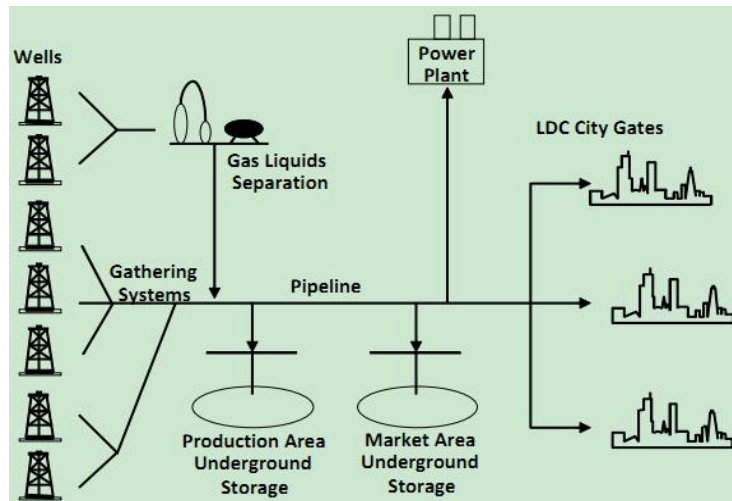 Wells
Power
Plant
LDC City Gates
Gas Liquids
Separation
Gathering
Systems
Pipeline
Production Area
Underground
Storage
Market Area
Underground
Storage